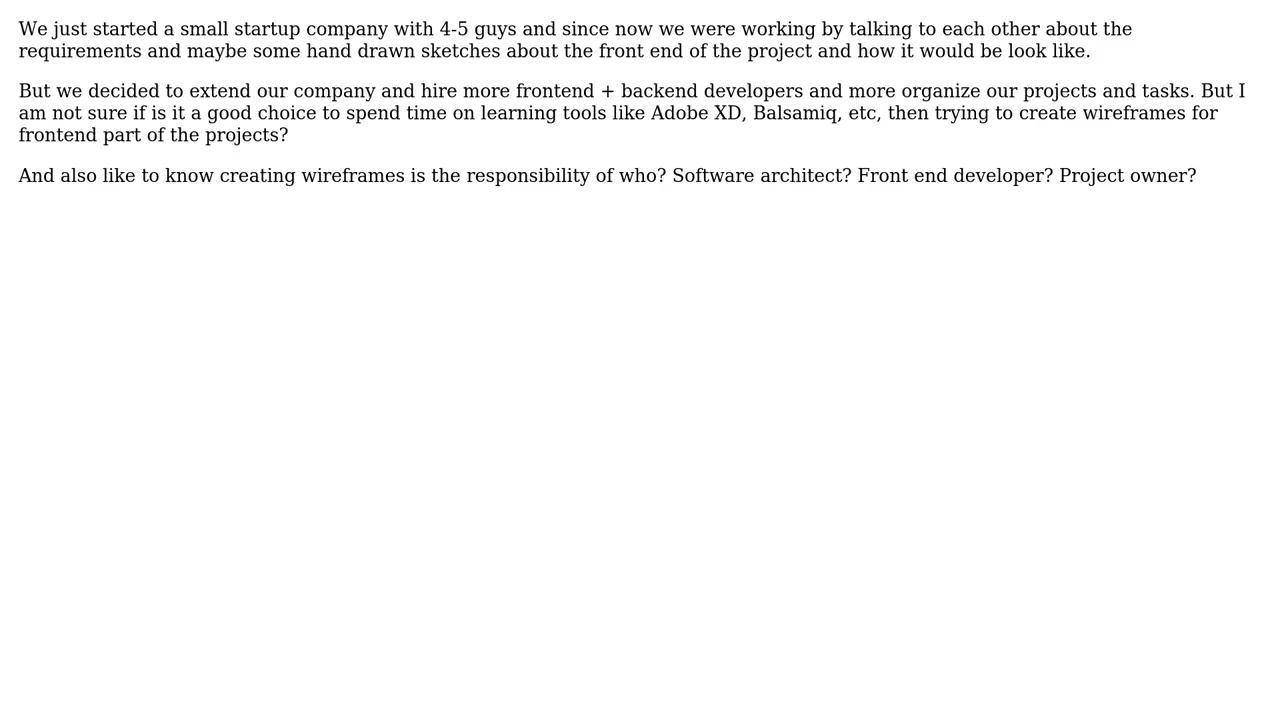 We just started a small startup company with 4-5 guys and since now we were working by talking to each other about the
requirements and maybe some hand drawn sketches about the front end of the project and how it would be look like.
But we decided to extend our company and hire more frontend + backend developers and more organize our projects and tasks. But I
am not sure if is it a good choice to spend time on learning tools like Adobe XD, Balsamiq, etc, then trying to create wireframes for
frontend part of the projects?
And also like to know creating wireframes is the responsibility of who? Software architect? Front end developer? Project owner?